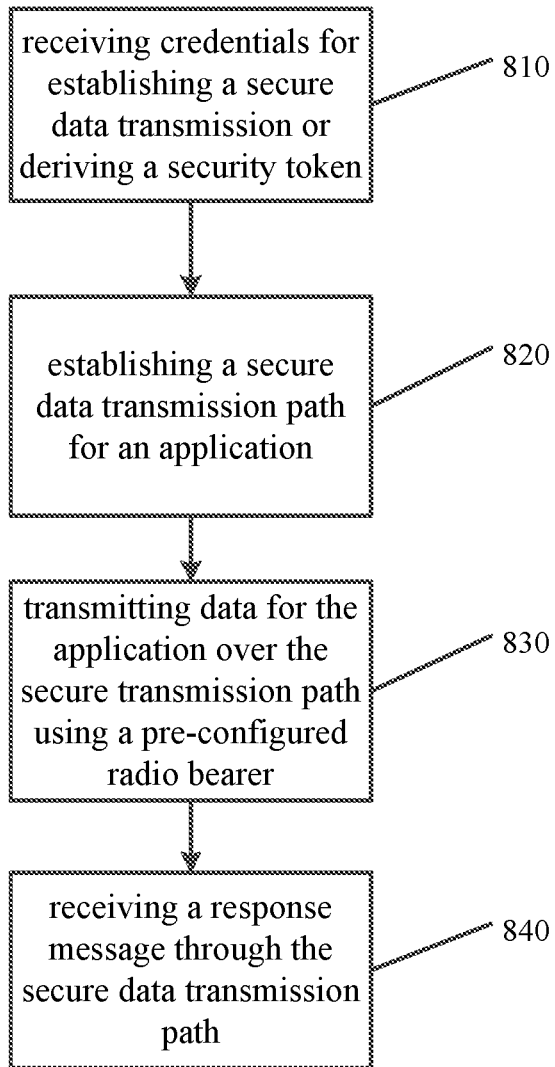 receiving credentials for
establishing a secure
data transmission or
deriving a security token
810
establishing a secure
data transmission path
for an application
820
transmitting data for the
application over the
secure transmission path
using a pre-configured
radio bearer
830
receiving a response
message through the
secure data transmission
path
840